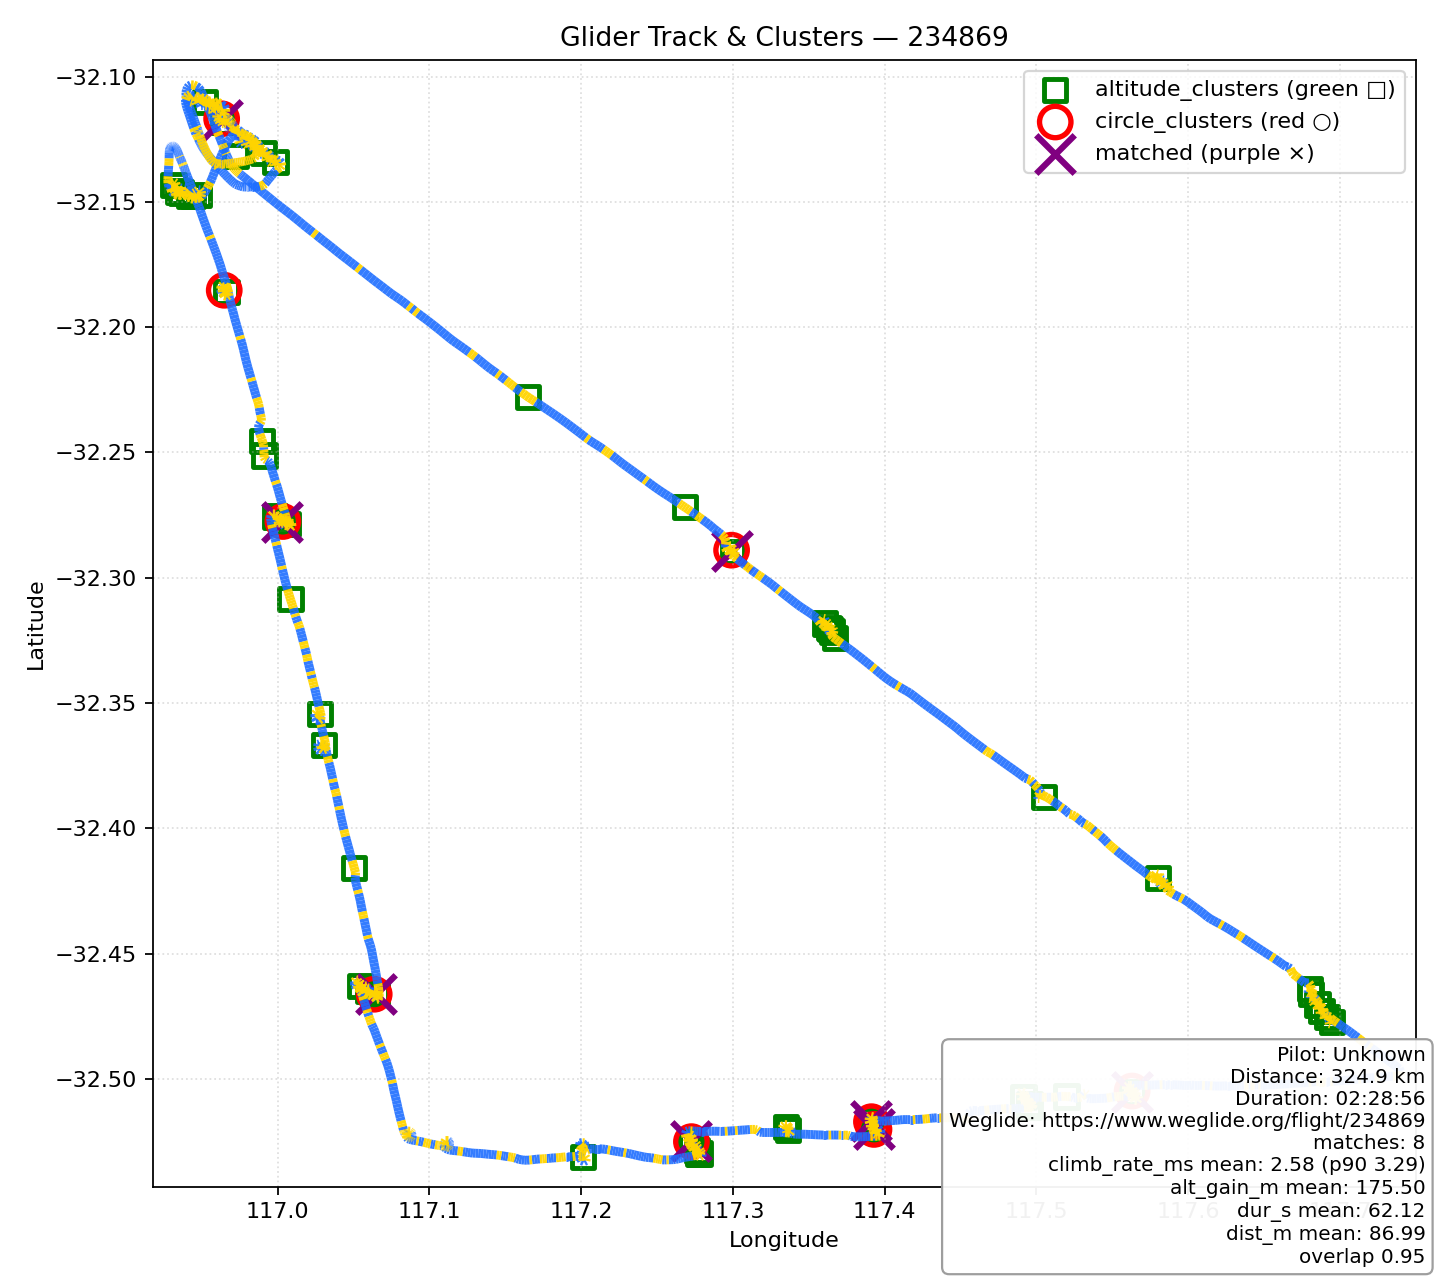 Glider Track & Clusters — 234869
altitude_clusters (green □)
circle_clusters (red ○)
matched (purple ×)
−32.10
−32.15
−32.20
−32.25
−32.30
−32.35
−32.40
−32.45
−32.50
Latitude
117.0
117.1
117.2
117.3
117.4
117.5
117.6
Longitude
Pilot: Unknown
Distance: 324.9 km
Duration: 02:28:56
Weglide: https://www.weglide.org/flight/234869
matches: 8
climb_rate_ms mean: 2.58 (p90 3.29)
alt_gain_m mean: 175.50
dur_s mean: 62.12
dist_m mean: 86.99
overlap 0.95